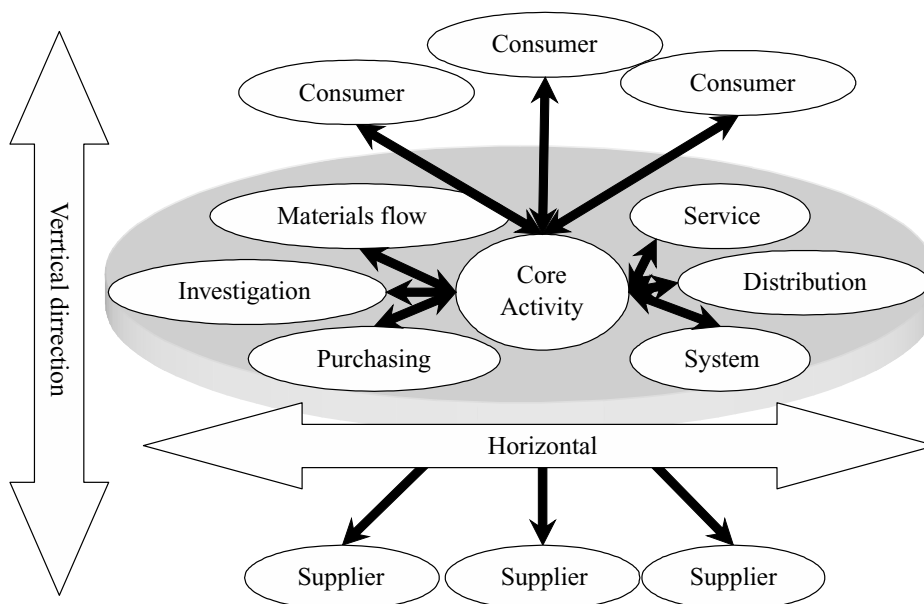 Consumer
Consumer
Consumer
Materials flow
Service
Core
Activity
Investigation
Distribution
Purchasing
System
Verrtical dirrection
Horizontal
Supplier
Supplier
Supplier